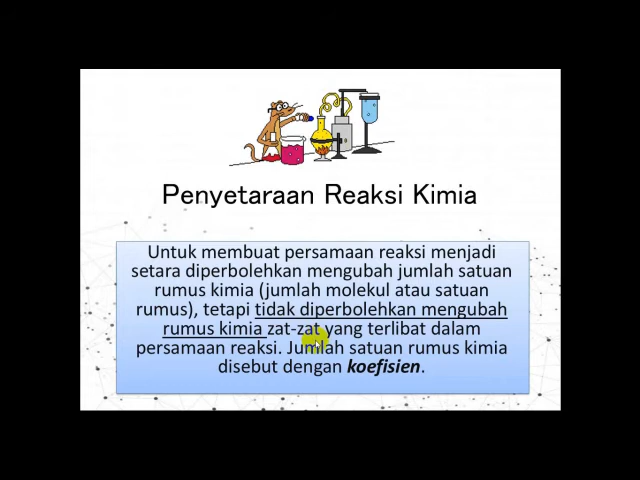 Penyetaraan Reaksi Kimia
Untuk membuat persamaan reaksi menjadi
setara diperbolehkan mengubah jumlah satuan
rumus kimia (jumlah molekul atau satuan
rumus), tetapi tidak diperbolehkan mengubah
rumus kimia zat-zat yang terlibat dalam
persamaan reaksi. Jumlah satuan rumus kimia
disebut dengan koefisien.